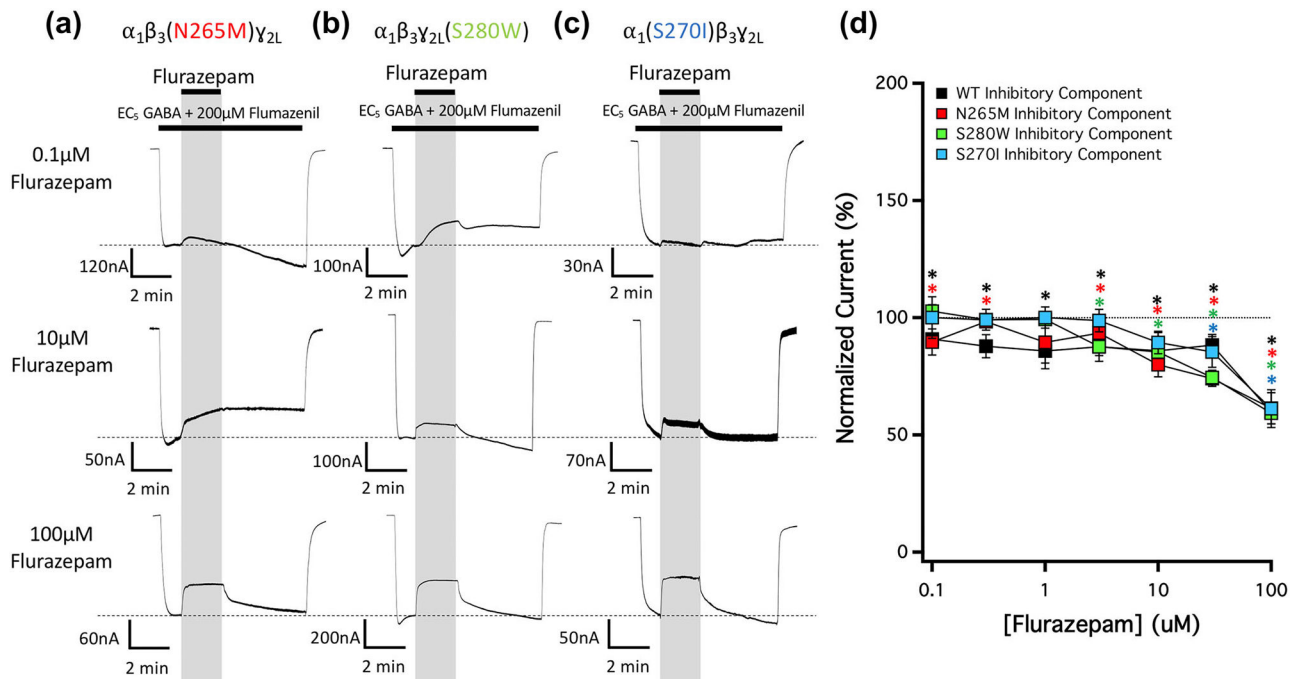 (a)
α₁β₃(N265M)γ₂L
(b)
α₁β₃γ₂L(S280W)
(c)
α₁(S270I)β₃γ₂L
(d)
Flurazepam
EC₅ GABA + 200µM Flumazenil
Flurazepam
EC₅ GABA + 200µM Flumazenil
Flurazepam
EC₅ GABA + 200µM Flumazenil
0.1µM
Flurazepam
120nA
2 min
100nA
2 min
30nA
2 min
10µM
Flurazepam
50nA
2 min
100nA
2 min
70nA
2 min
100µM
Flurazepam
60nA
2 min
200nA
2 min
50nA
2 min
Normalized Current (%)
200
150
100
50
0
WT Inhibitory Component
N265M Inhibitory Component
S280W Inhibitory Component
S270I Inhibitory Component
* * * * * *
* * * * * *
* * * *
* *
0.1
1
10
100
[Flurazepam] (uM)